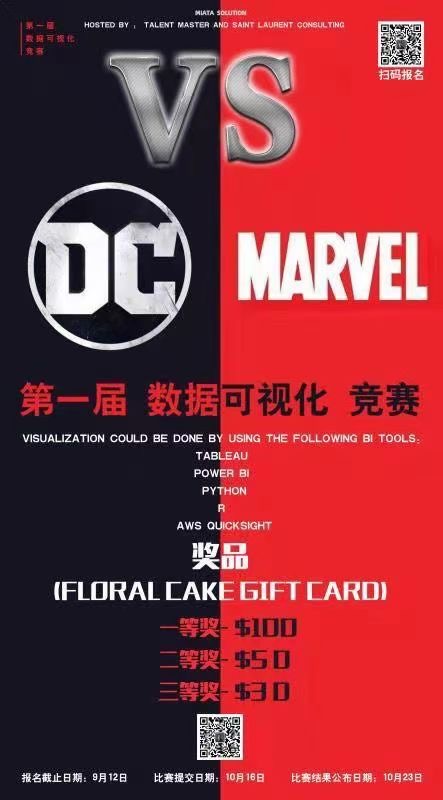 MIATA SOLUTION
HOSTED BY： TALENT MASTER AND SAINT LAURENT CONSULTING
第一届
数据可视化
竞赛
扫码报名
VS
DC
MARVEL
第一届 数据可视化 竞赛
VISUALIZATION COULD BE DONE BY USING THE FOLLOWING BI TOOLS：
TABLEAU
POWER BI
PYTHON
R
AWS QUICKSIGHT
奖品
(FLORAL CAKE GIFT CARD)
一等奖- $100
二等奖- $50
三等奖- $30
报名截止日期：9月12日 比赛提交日期：10月16日 比赛结果公布日期：10月23日